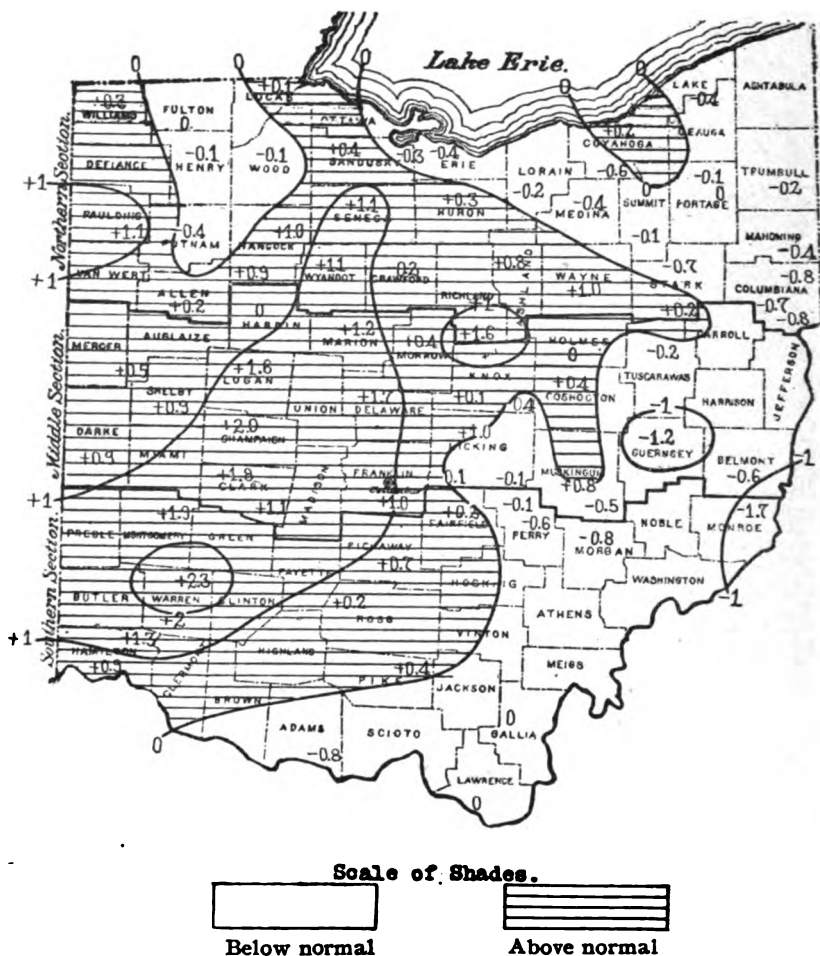 0 0 0 0 0
Lake Erie.
LAKE ASHTABULA
+0.1
LUCAS
-0.4
WILLIAMS FULTON
0
OTTAWA
+0.2 GEAUGA
CUYAHOGA
DEFIANCE -0.1 -0.1 +0.4 -0.3 -0.4
HENRY WOOD SANDUSKY ERIE LORAIN -0.6 -0.1 TRUMBULL
+1 -0.2 0 0 -0.2
+1.1 +0.3 -0.4 SUMMIT PORTAGE
PAULDING SENECA HURON MEDINA
+1.1 -0.4 +1.0 -0.1 MAHONING
PUTNAM HANCOCK -0.4
+1 VAN WERT +0.9 WYANDOT CRAWFORD +0.8 WAYNE -0.7 -0.8
ALLEN RICHLAND ASHLAND +1.0 STARK COLUMBIANA
+0.2 0 +1 +0.2 -0.7
HARDIN +1.2 +0.4 +1.6 HOLMES -0.8
AUGLAIZE MARION MORROW 0 CARROLL
MERCER -0.2
+0.5 +1.6 KNOX +0.4 TUSCARAWAS
SHELBY LOGAN COSHOCTON JEFFERSON
+0.9 UNION +1.7 DELAWARE +0.1 0.4 -1 HARRISON
DARKE +2.0 +1.0 -1.2
CHAMPAIGN LICKING GUERNSEY
+0.9 MIAMI +1.8 FRANKLIN 0.1 -0.1 MUSKINGUM BELMONT
CLARK MADISON Columbus +0.8 -0.6 -1
+1 +1.1 +1.0
+1.9 +0.2 -0.1 -0.5 -1.7
PREBLE MONTGOMERY GREEN FAIRFIELD -0.6 NOBLE MONROE
PICKAWAY PERRY -0.8
+2.3 FAYETTE +0.7 MORGAN
HOCKING WASHINGTON
BUTLER WARREN CLINTON +0.2 -1
+2 ROSS ATHENS
+1 +1.3 VINTON
HAMILTON HIGHLAND MEIGS
+0.9 CLERMONT +0.4
PIKE JACKSON
BROWN
0 ADAMS SCIOTO 0 GALLIA
-0.8
LAWRENCE
0
Northern Section.
Middle Section.
Southern Section.
Scale of Shades.
Below normal Above normal